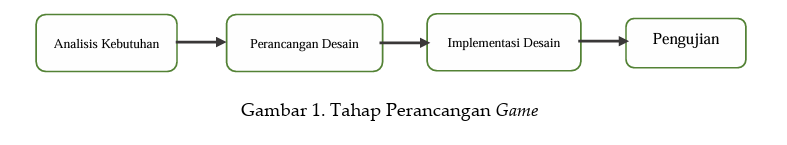 Analisis Kebutuhan
Perancangan Desain
Implementasi Desain
Pengujian
Gambar 1. Tahap Perancangan Game